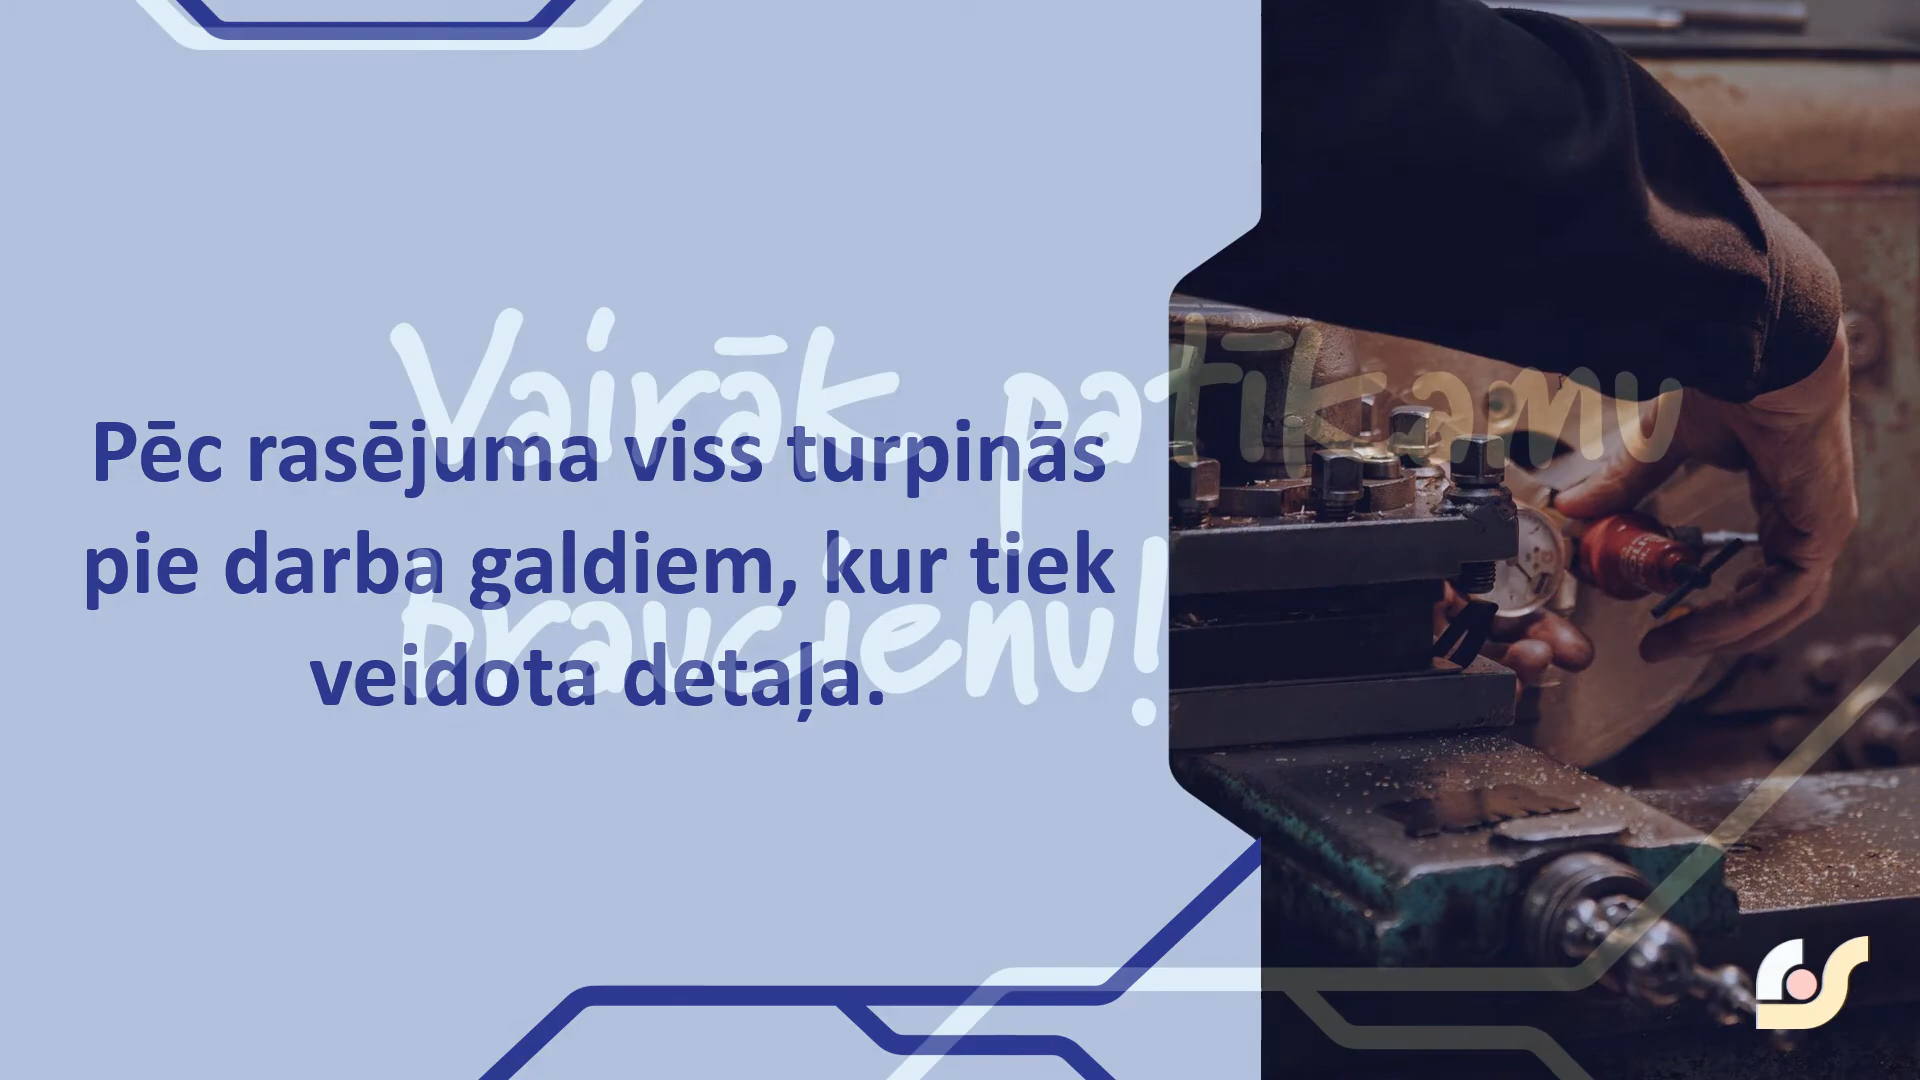 Vairāk patīkamu
Pēc rasējuma viss turpinās
pie darba galdiem, kur tiek
braucienu!
veidota detaļa.